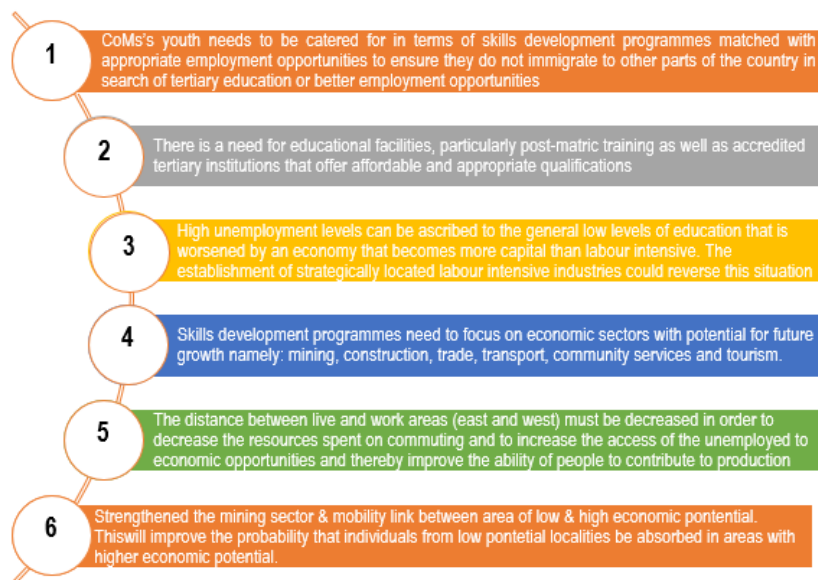 1
CoMs's youth needs to be catered for in terms of skills development programmes matched with
appropriate employment opportunities to ensure they do not immigrate to other parts of the country in
search of tertiary education or better employment opportunities
2
There is a need for educational facilities, particularly post-matric training as well as accredited
tertiary institutions that offer affordable and appropriate qualifications
3
High unemployment levels can be ascribed to the general low levels of education that is
worsened by an economy that becomes more capital than labour intensive. The
establishment of strategically located labour intensive industries could reverse this situation
4
Skills development programmes need to focus on economic sectors with potential for future
growth namely: mining, construction, trade, transport, community services and tourism.
5
The distance between live and work areas (east and west) must be decreased in order to
decrease the resources spent on commuting and to increase the access of the unemployed to
economic opportunities and thereby improve the ability of people to contribute to production
6
Strengthened the mining sector & mobility link between area of low & high economic pontential.
Thiswill improve the probability that individuals from low pontetial localities be absorbed in areas with
higher economic potential.